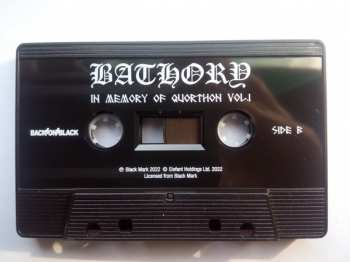 BATHORY
IN MEMORY OF QUORTHON VOL.I
BACK ON BLACK
SIDE B
℗ Black Mark 2022 © Elefant Holdings Ltd. 2022
Licensed from Black Mark